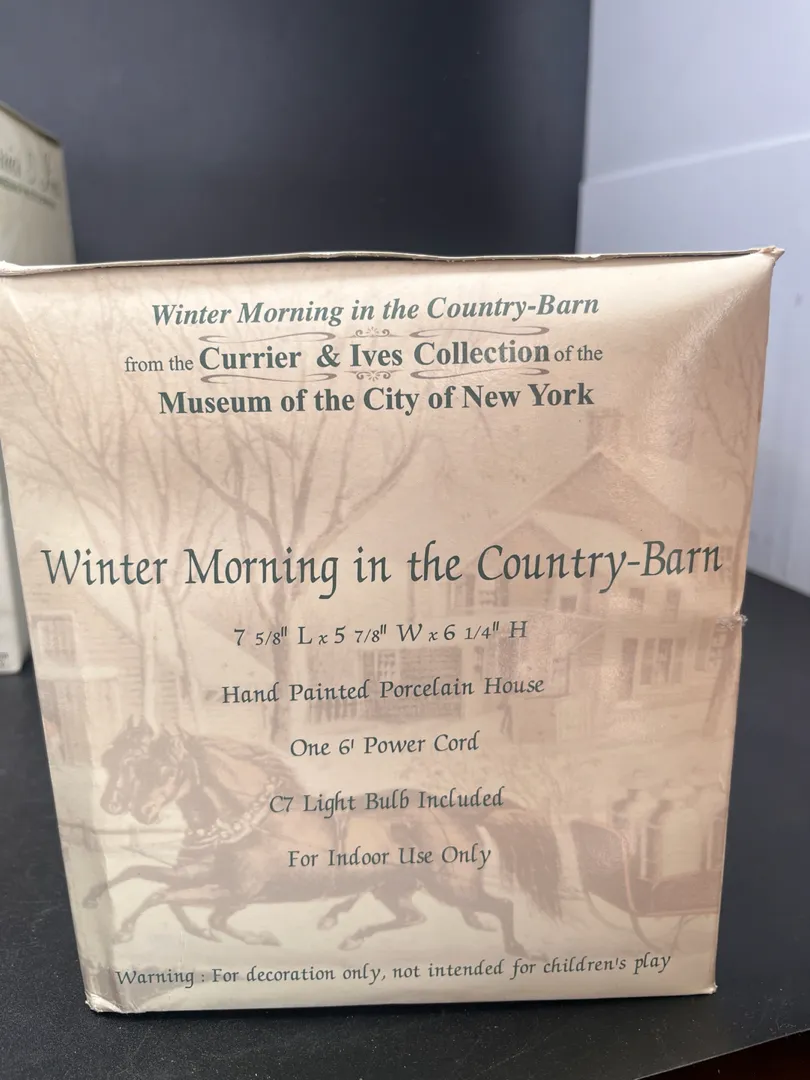 Winter Morning in the Country-Barn
from the Currier & Ives Collection of the
Museum of the City of New York
Winter Morning in the Country-Barn
7 5/8" L x 5 7/8" W x 6 1/4" H
Hand Painted Porcelain House
One 6' Power Cord
C7 Light Bulb Included
For Indoor Use Only
Warning : For decoration only, not intended for children's play